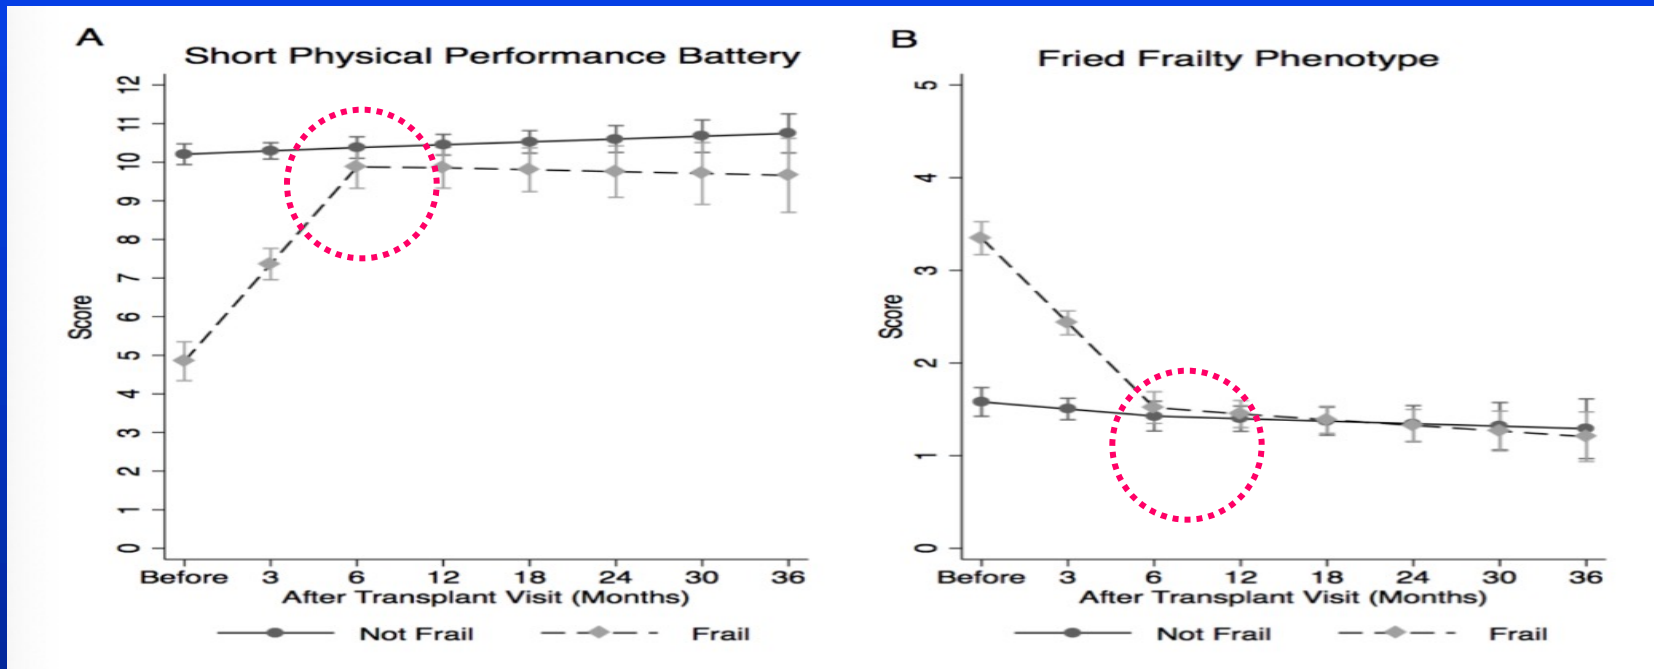 A
Short Physical Performance Battery
12
11
10
9
8
7
6
5
4
3
2
1
0
Score
Before 3 6 12 18 24 30 36
After Transplant Visit (Months)
Not Frail Frail
B
Fried Frailty Phenotype
5
4
3
2
1
0
Score
Before 3 6 12 18 24 30 36
After Transplant Visit (Months)
Not Frail Frail